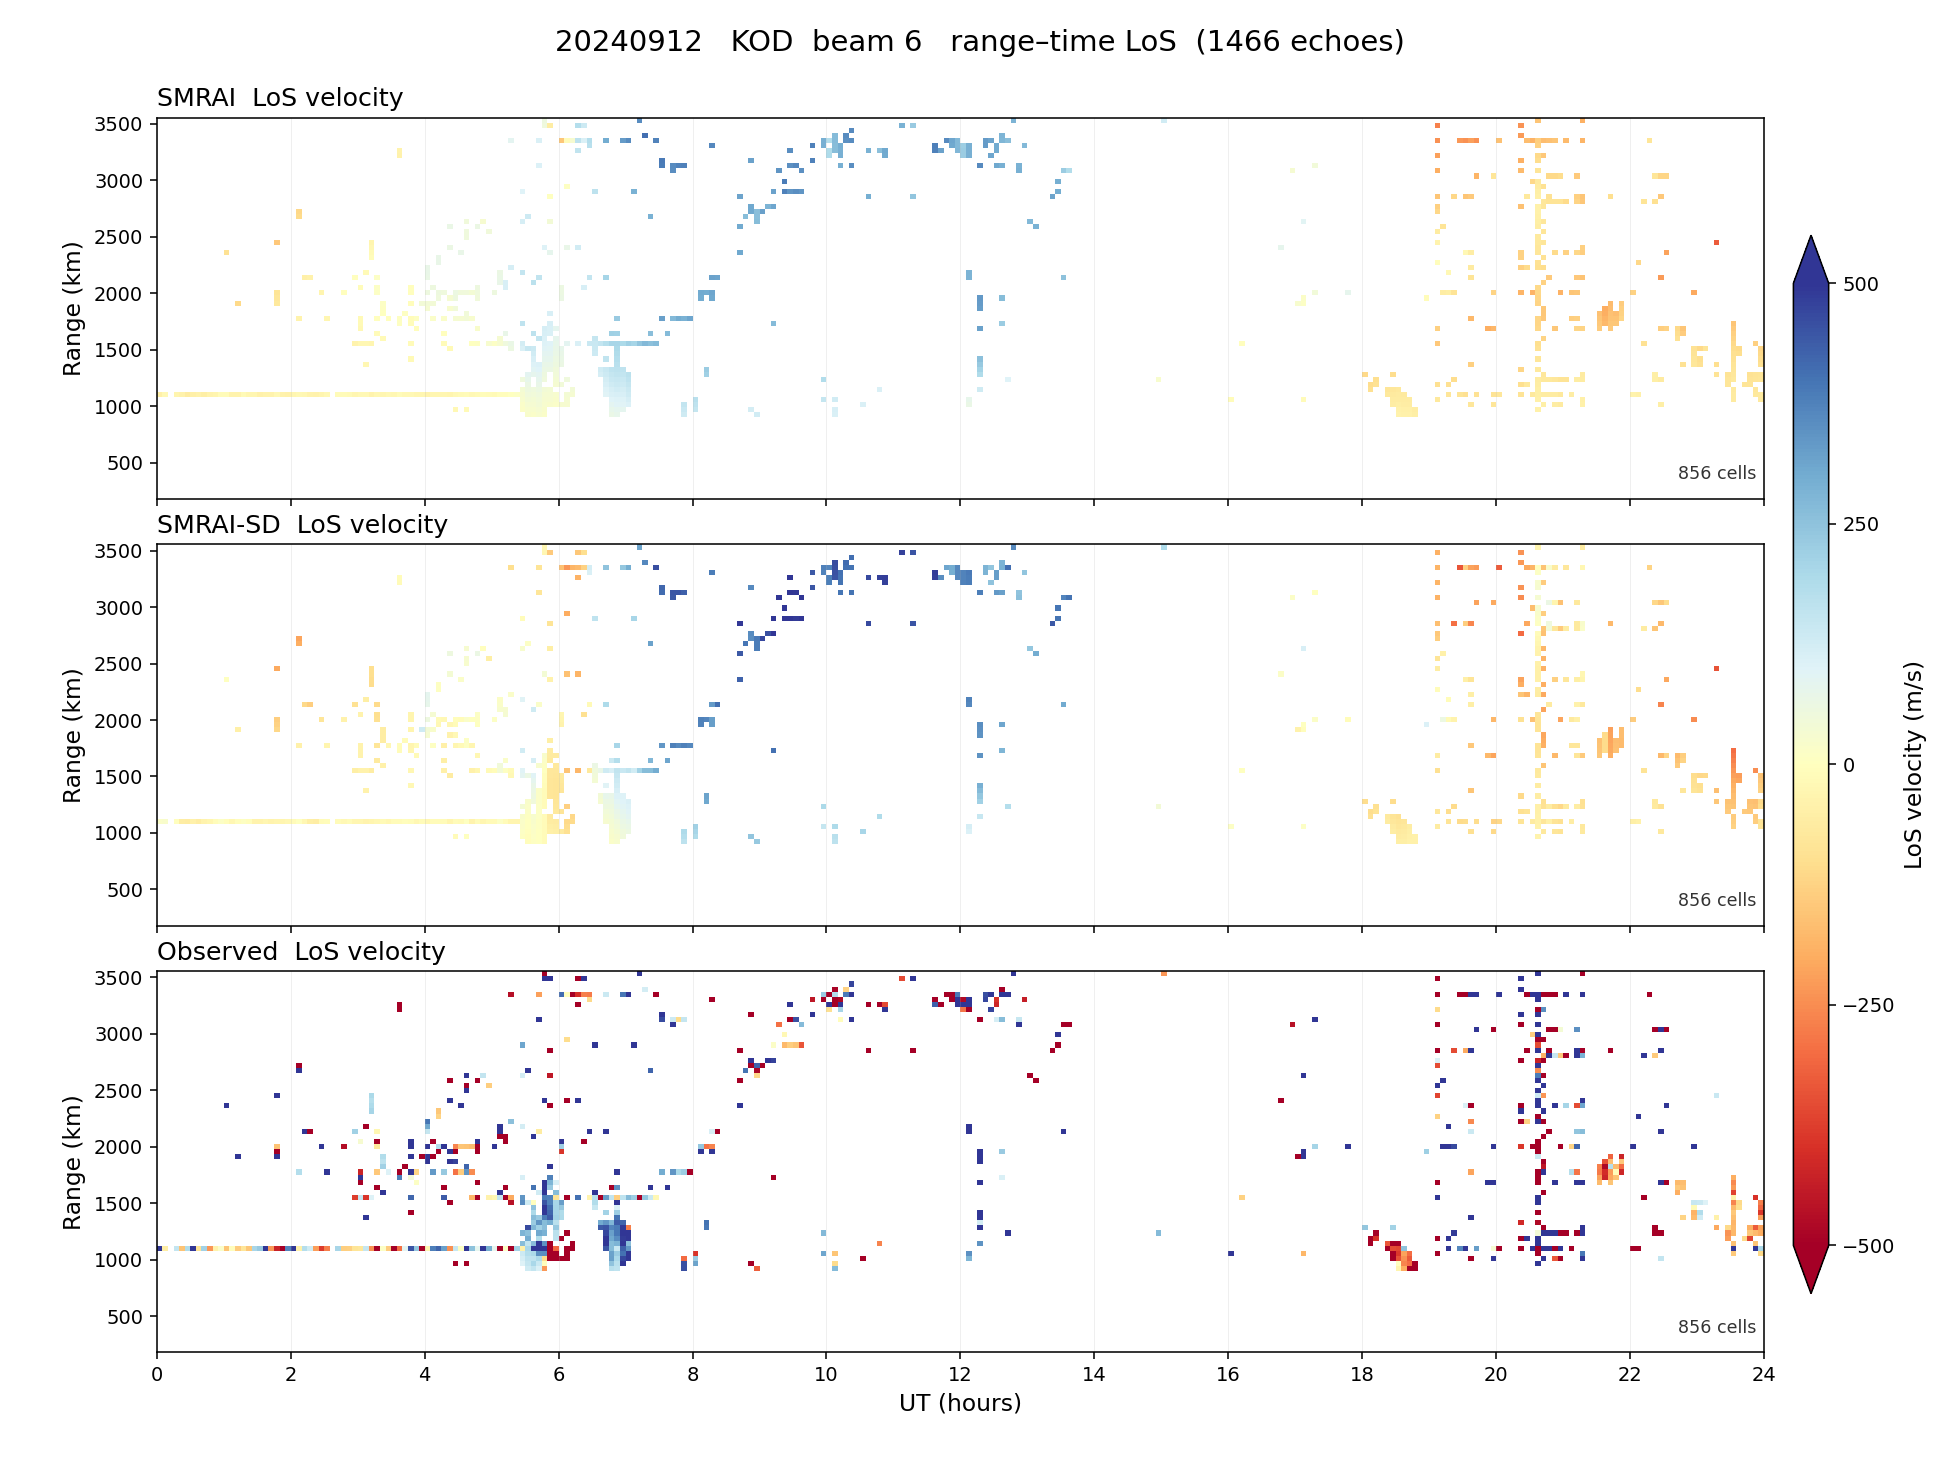 20240912   KOD  beam 6   range–time LoS  (1466 echoes)
SMRAI  LoS velocity
3500
3000
2500
2000
1500
1000
500
Range (km)
856 cells
SMRAI-SD  LoS velocity
3500
3000
2500
2000
1500
1000
500
Range (km)
856 cells
Observed  LoS velocity
3500
3000
2500
2000
1500
1000
500
Range (km)
856 cells
0 2 4 6 8 10 12 14 16 18 20 22 24
UT (hours)
500
250
0
−250
−500
LoS velocity (m/s)